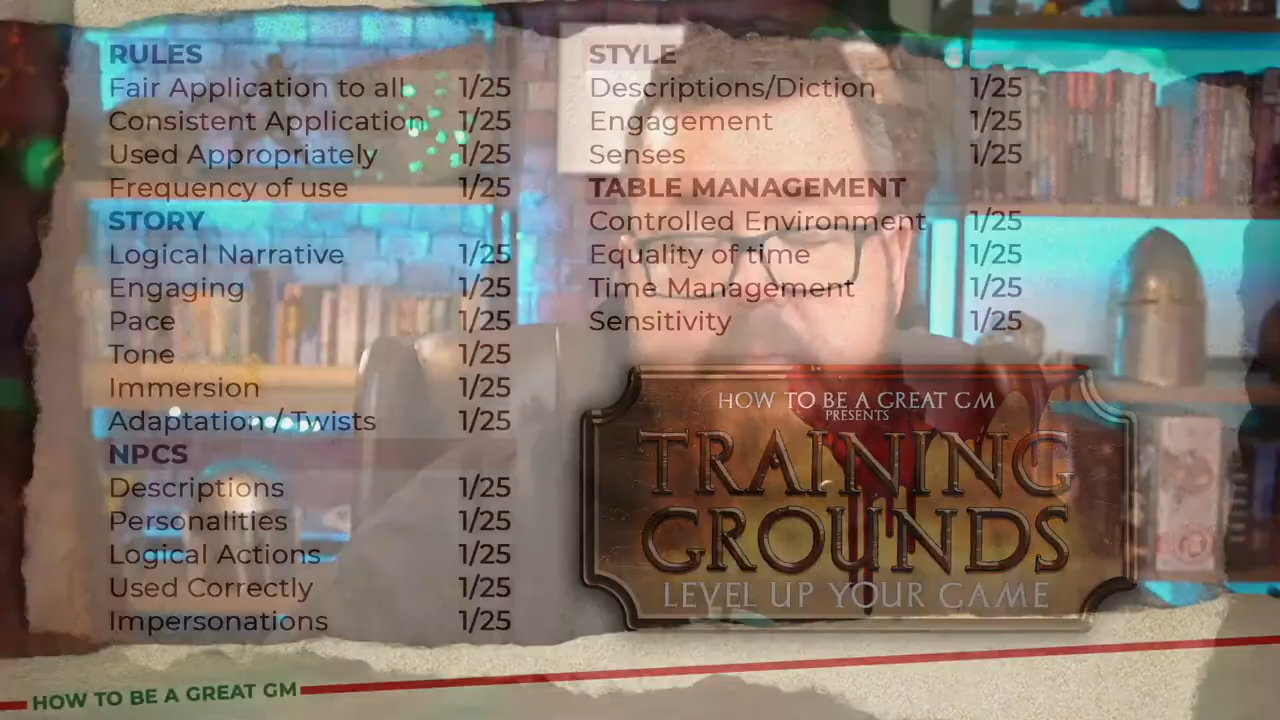 RULES
Fair Application to all 1/25
Consistent Application 1/25
Used Appropriately 1/25
Frequency of use 1/25
STORY
Logical Narrative 1/25
Engaging 1/25
Pace 1/25
Tone 1/25
Immersion 1/25
Adaptation / Twists 1/25
NPCS
Descriptions 1/25
Personalities 1/25
Logical Actions 1/25
Used Correctly 1/25
Impersonations 1/25
STYLE
Descriptions/Diction 1/25
Engagement 1/25
Senses 1/25
TABLE MANAGEMENT
Controlled Environment 1/25
Equality of time 1/25
Time Management 1/25
Sensitivity 1/25
HOW TO BE A GREAT GM
PRESENTS
TRAINING
GROUNDS
LEVEL UP YOUR GAME
HOW TO BE A GREAT GM